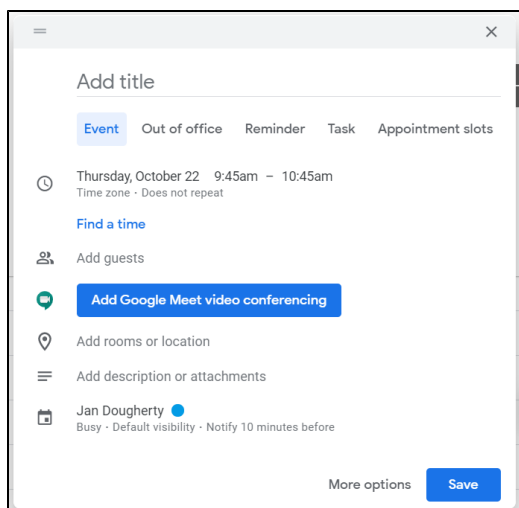 Add title
Event Out of office Reminder Task Appointment slots
Thursday, October 22 9:45am – 10:45am
Time zone · Does not repeat
Find a time
Add guests
Add Google Meet video conferencing
Add rooms or location
Add description or attachments
Jan Dougherty
Busy · Default visibility · Notify 10 minutes before
More options Save